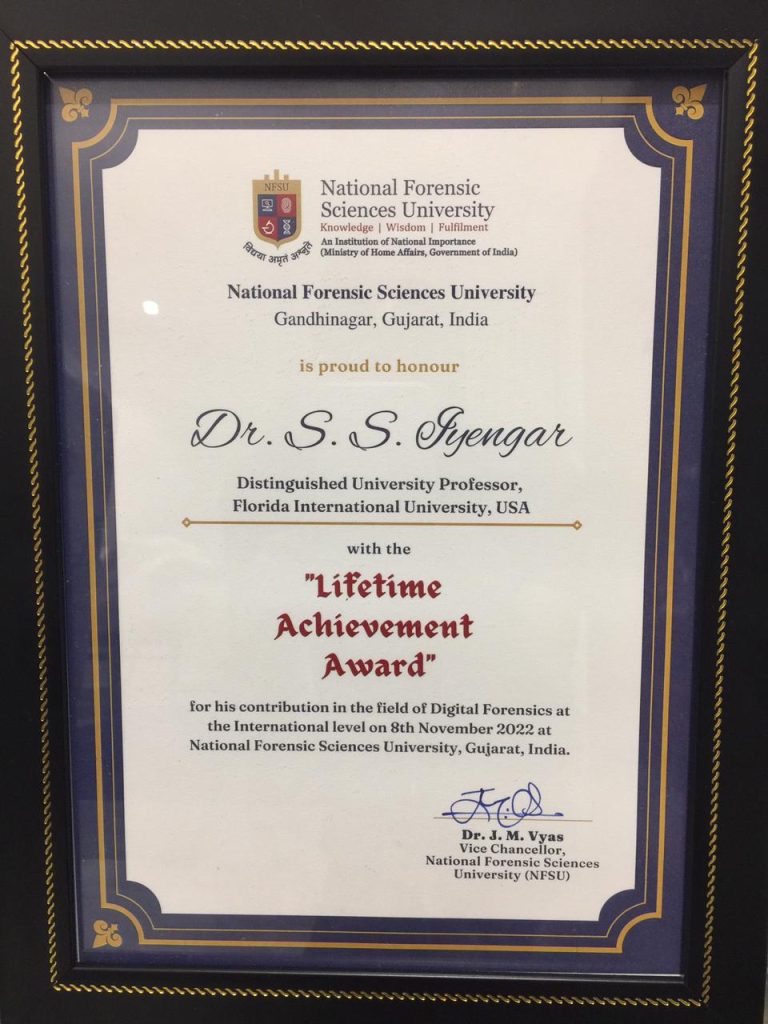 NFSU
विद्यया अमृतं अश्नुते
National Forensic
Sciences University
Knowledge | Wisdom | Fulfilment
An Institution of National Importance
(Ministry of Home Affairs, Government of India)
National Forensic Sciences University
Gandhinagar, Gujarat, India
is proud to honour
Dr. S. S. Iyengar
Distinguished University Professor,
Florida International University, USA
with the
"Lifetime
Achievement
Award"
for his contribution in the field of Digital Forensics at
the International level on 8th November 2022 at
National Forensic Sciences University, Gujarat, India.
Dr. J. M. Vyas
Vice Chancellor,
National Forensic Sciences
University (NFSU)